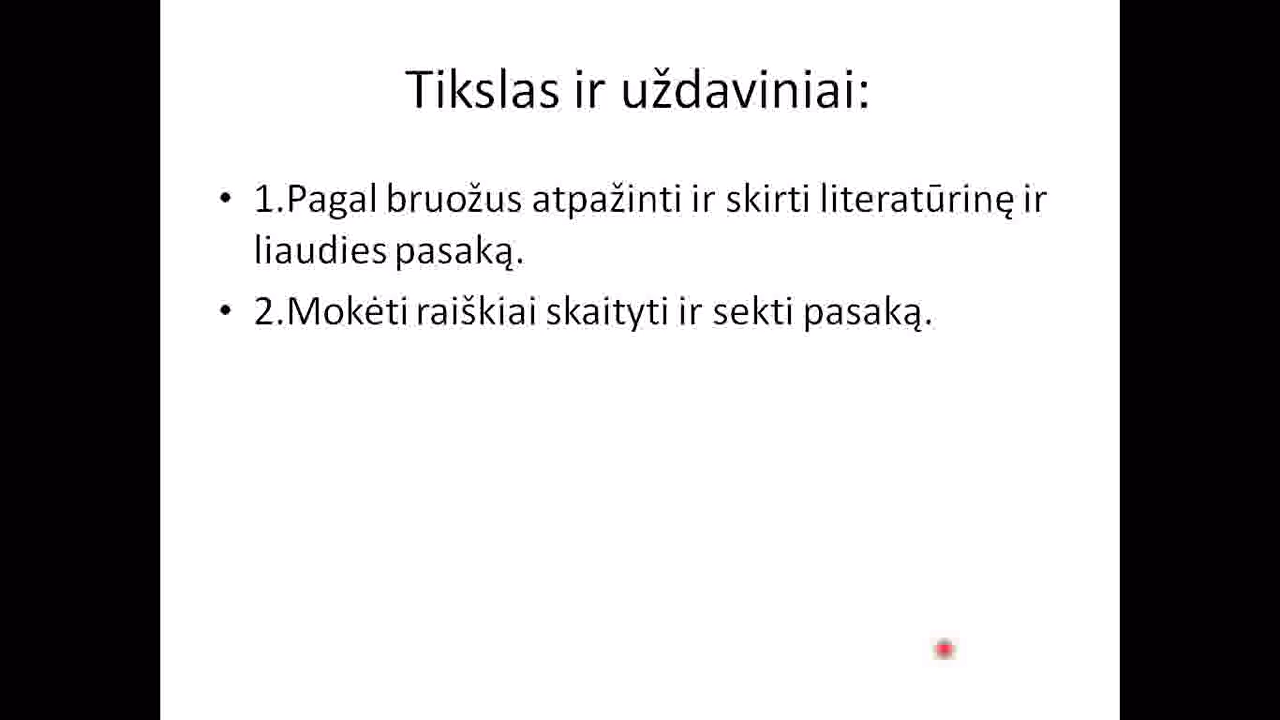 Tikslas ir uždaviniai:
• 1.Pagal bruožus atpažinti ir skirti literatūrinę ir
liaudies pasaką.
• 2.Mokėti raiškiai skaityti ir sekti pasaką.